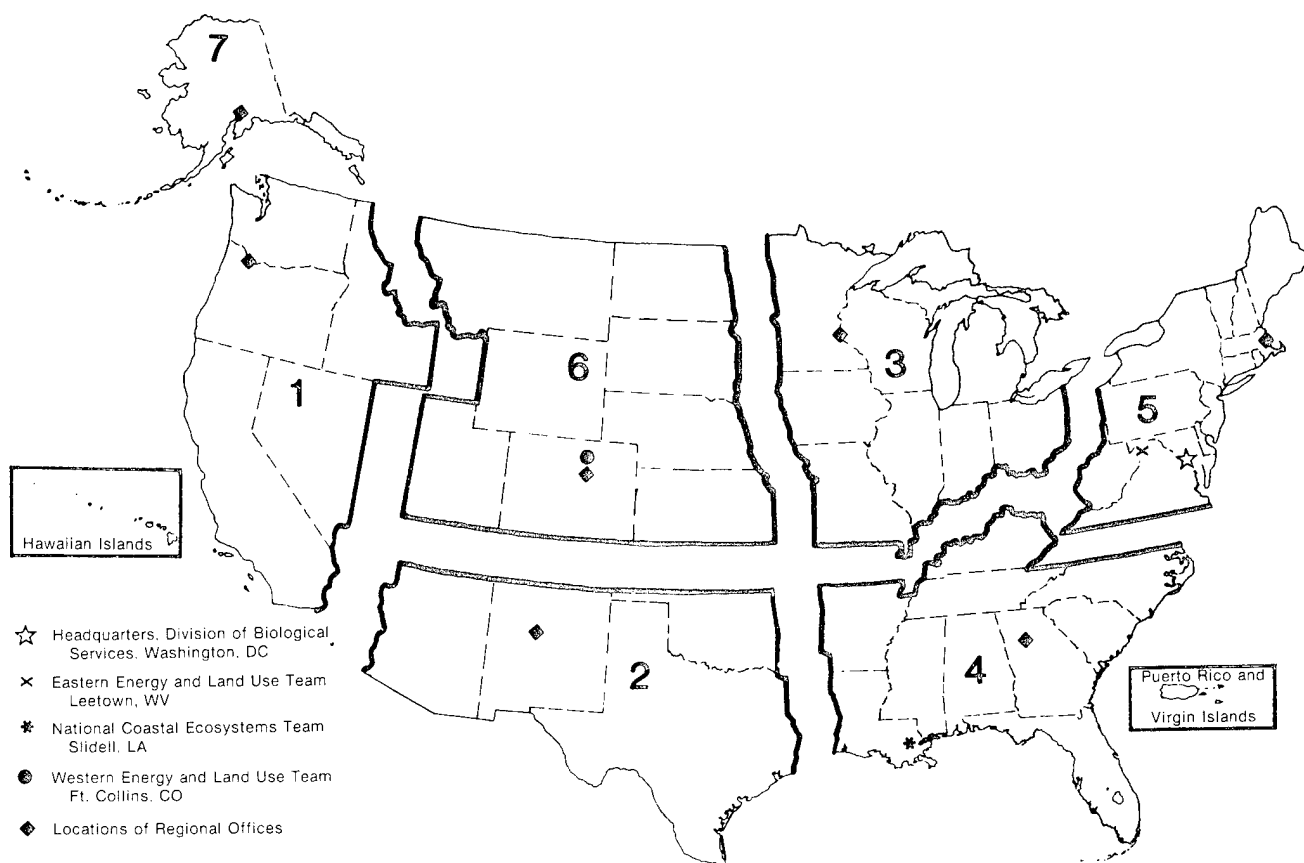 7
6
3
1
5
Hawaiian Islands
2
4
Puerto Rico and
Virgin Islands
Headquarters, Division of Biological
Services, Washington, DC
Eastern Energy and Land Use Team
Leetown, WV
National Coastal Ecosystems Team
Slidell, LA
Western Energy and Land Use Team
Ft. Collins, CO
Locations of Regional Offices